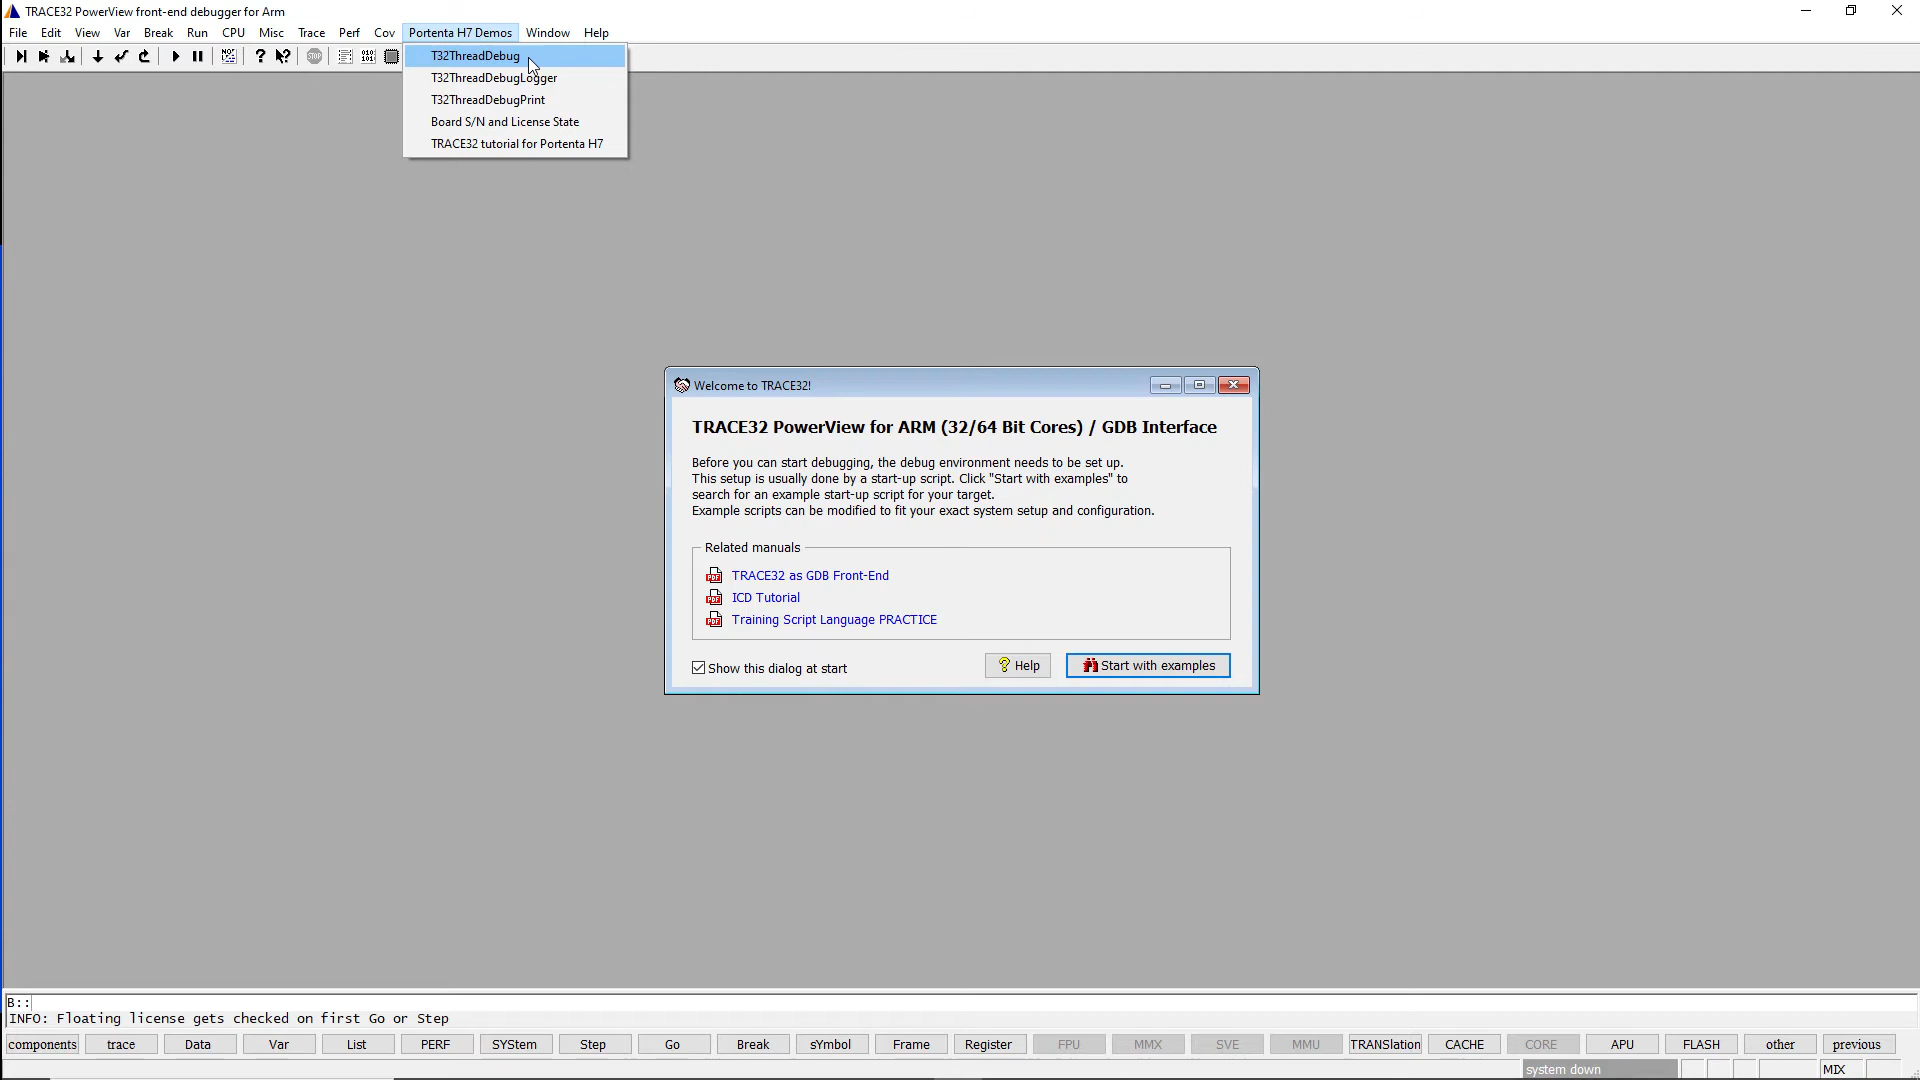 TRACE32 PowerView front-end debugger for Arm
File Edit View Var Break Run CPU Misc Trace Perf Cov Portenta H7 Demos Window Help
T32ThreadDebug
T32ThreadDebugLogger
T32ThreadDebugPrint
Board S/N and License State
TRACE32 tutorial for Portenta H7
Welcome to TRACE32!
TRACE32 PowerView for ARM (32/64 Bit Cores) / GDB Interface
Before you can start debugging, the debug environment needs to be set up.
This setup is usually done by a start-up script. Click "Start with examples" to
search for an example start-up script for your target.
Example scripts can be modified to fit your exact system setup and configuration.
Related manuals
TRACE32 as GDB Front-End
ICD Tutorial
Training Script Language PRACTICE
Show this dialog at start
Help
Start with examples
B::
INFO: Floating license gets checked on first Go or Step
components trace Data Var List PERF SYStem Step Go Break sYmbol Frame Register FPU MMX SVE MMU TRANSlation CACHE CORE APU FLASH other previous
system down MIX